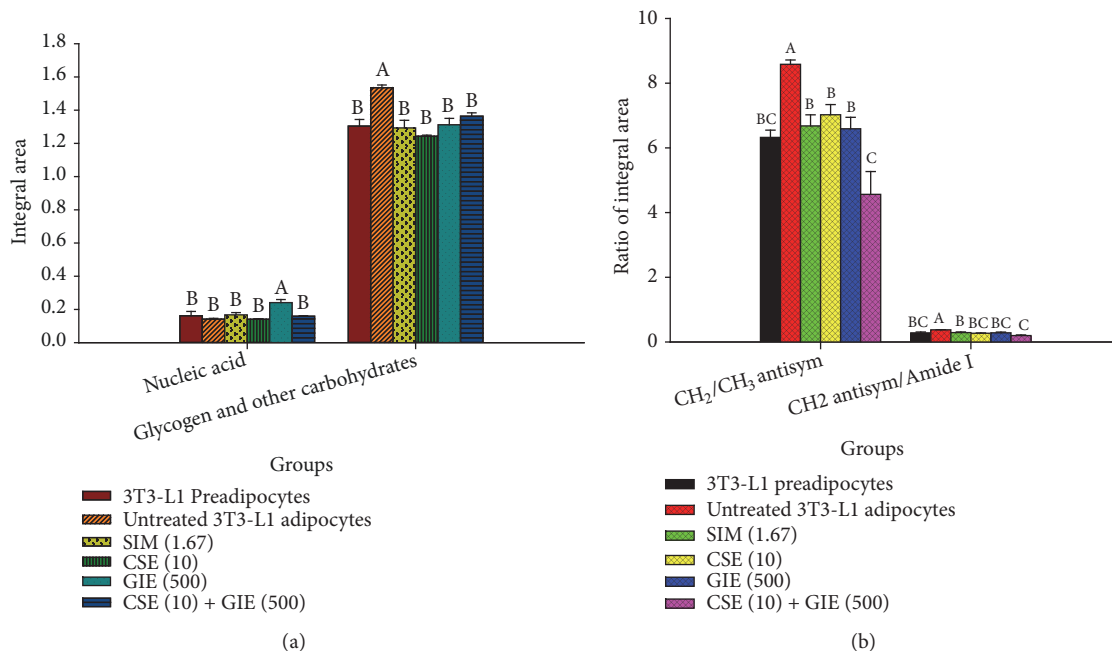 1.8
1.6
1.4
1.2
1.0
0.8
0.6
0.4
0.2
0.0
Integral area
B B B B A B
B A B B B B
Nucleic acid
Glycogen and other carbohydrates
Groups
3T3-L1 Preadipocytes
Untreated 3T3-L1 adipocytes
SIM (1.67)
CSE (10)
GIE (500)
CSE (10) + GIE (500)
(a)
10
8
6
4
2
0
Ratio of integral area
BC A B B B C
BC A B BC BC C
CH₂/CH₃ antisym
CH2 antisym/Amide I
Groups
3T3-L1 preadipocytes
Untreated 3T3-L1 adipocytes
SIM (1.67)
CSE (10)
GIE (500)
CSE (10) + GIE (500)
(b)